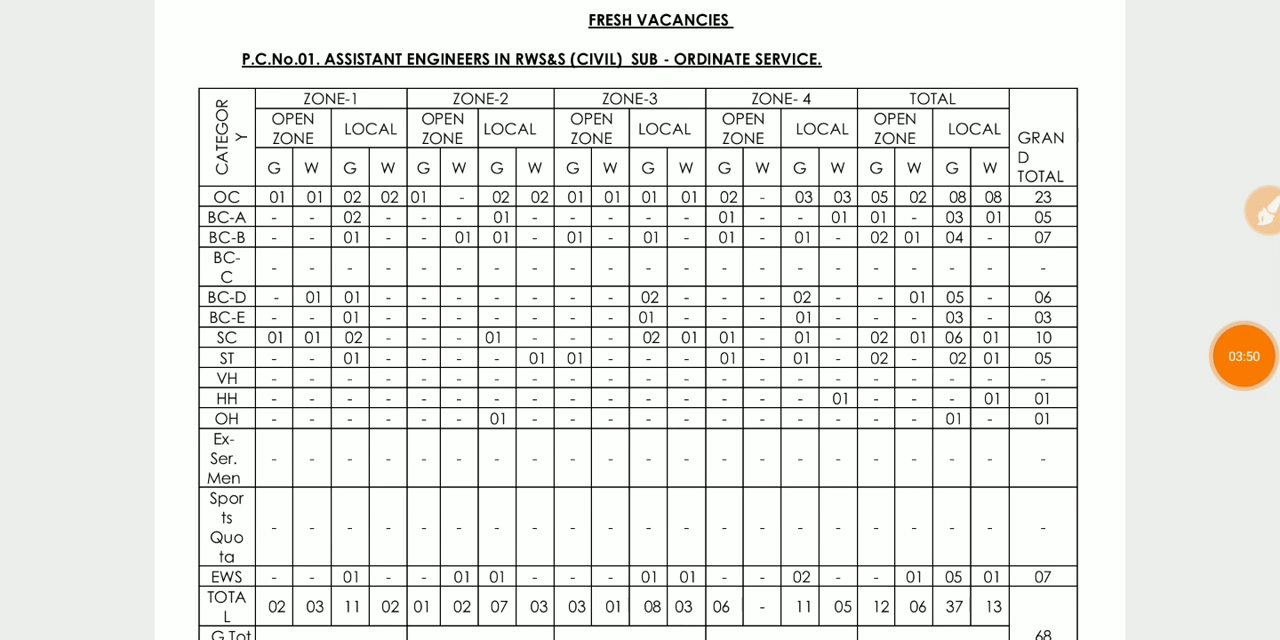 FRESH VACANCIES
P.C.No.01. ASSISTANT ENGINEERS IN RWS&S (CIVIL) SUB - ORDINATE SERVICE.
CATEGOR Y ZONE-1 ZONE-2 ZONE-3 ZONE- 4 TOTAL GRAN D TOTAL
OPEN ZONE LOCAL OPEN ZONE LOCAL OPEN ZONE LOCAL OPEN ZONE LOCAL OPEN ZONE LOCAL
G W G W G W G W G W G W G W G W G W G W
OC 01 01 02 02 01 - 02 02 01 01 01 01 02 - 03 03 05 02 08 08 23
BC-A - - 02 - - - 01 - - - - - 01 - - 01 01 - 03 01 05
BC-B - - 01 - - 01 01 - 01 - 01 - 01 - 01 - 02 01 04 - 07
BC- C - - - - - - - - - - - - - - - - - - - - -
BC-D - 01 01 - - - - - - - 02 - - - 02 - - 01 05 - 06
BC-E - - 01 - - - - - - - 01 - - - 01 - - - 03 - 03
SC 01 01 02 - - - 01 - - - 02 01 01 - 01 - 02 01 06 01 10
ST - - 01 - - - - 01 01 - - - 01 - 01 - 02 - 02 01 05
VH - - - - - - - - - - - - - - - - - - - - -
HH - - - - - - - - - - - - - - - 01 - - - 01 01
OH - - - - - - 01 - - - - - - - - - - - 01 - 01
Ex- Ser. Men - - - - - - - - - - - - - - - - - - - - -
Spor ts Quo ta - - - - - - - - - - - - - - - - - - - - -
EWS - - 01 - - 01 01 - - - 01 01 - - 02 - - 01 05 01 07
TOTA L 02 03 11 02 01 02 07 03 03 01 08 03 06 - 11 05 12 06 37 13
G Tot 68
03:50